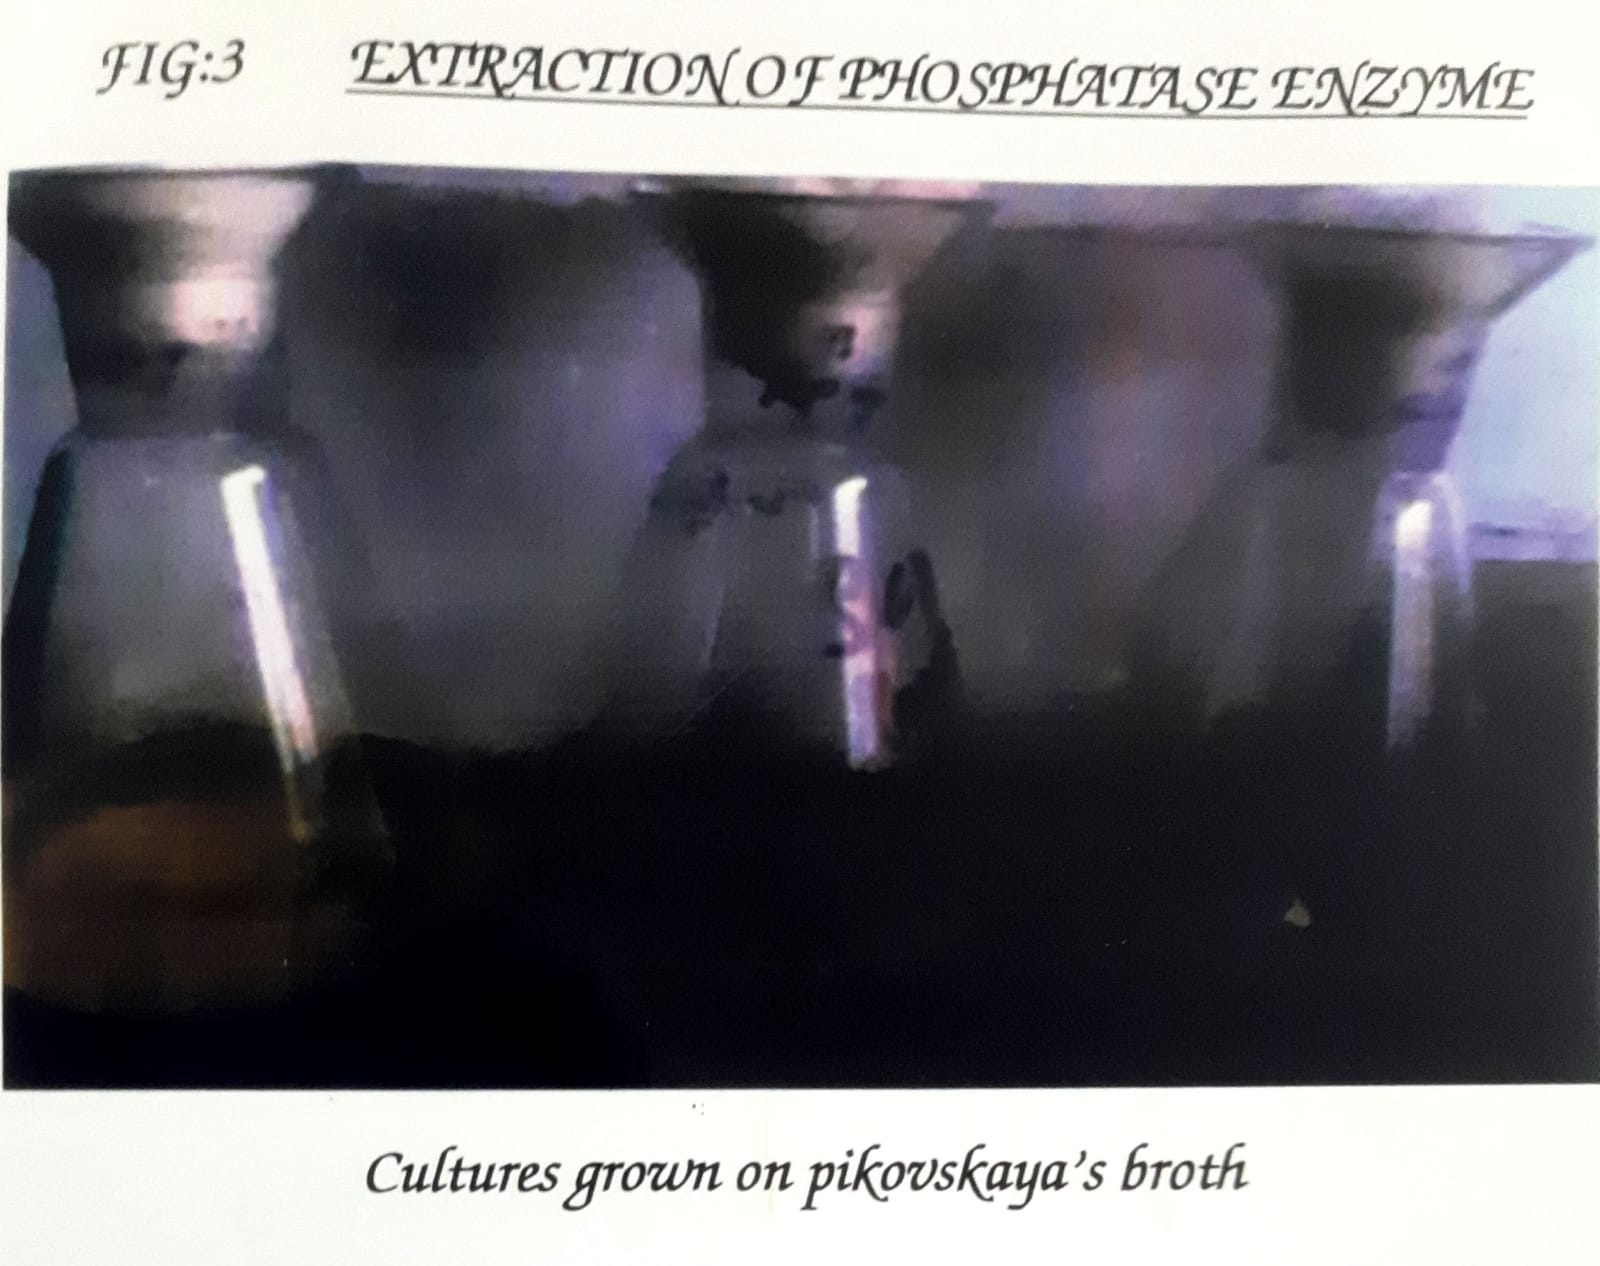 FIG:3 EXTRACTION OF PHOSPHATASE ENZYME
Cultures grown on pikovskaya's broth